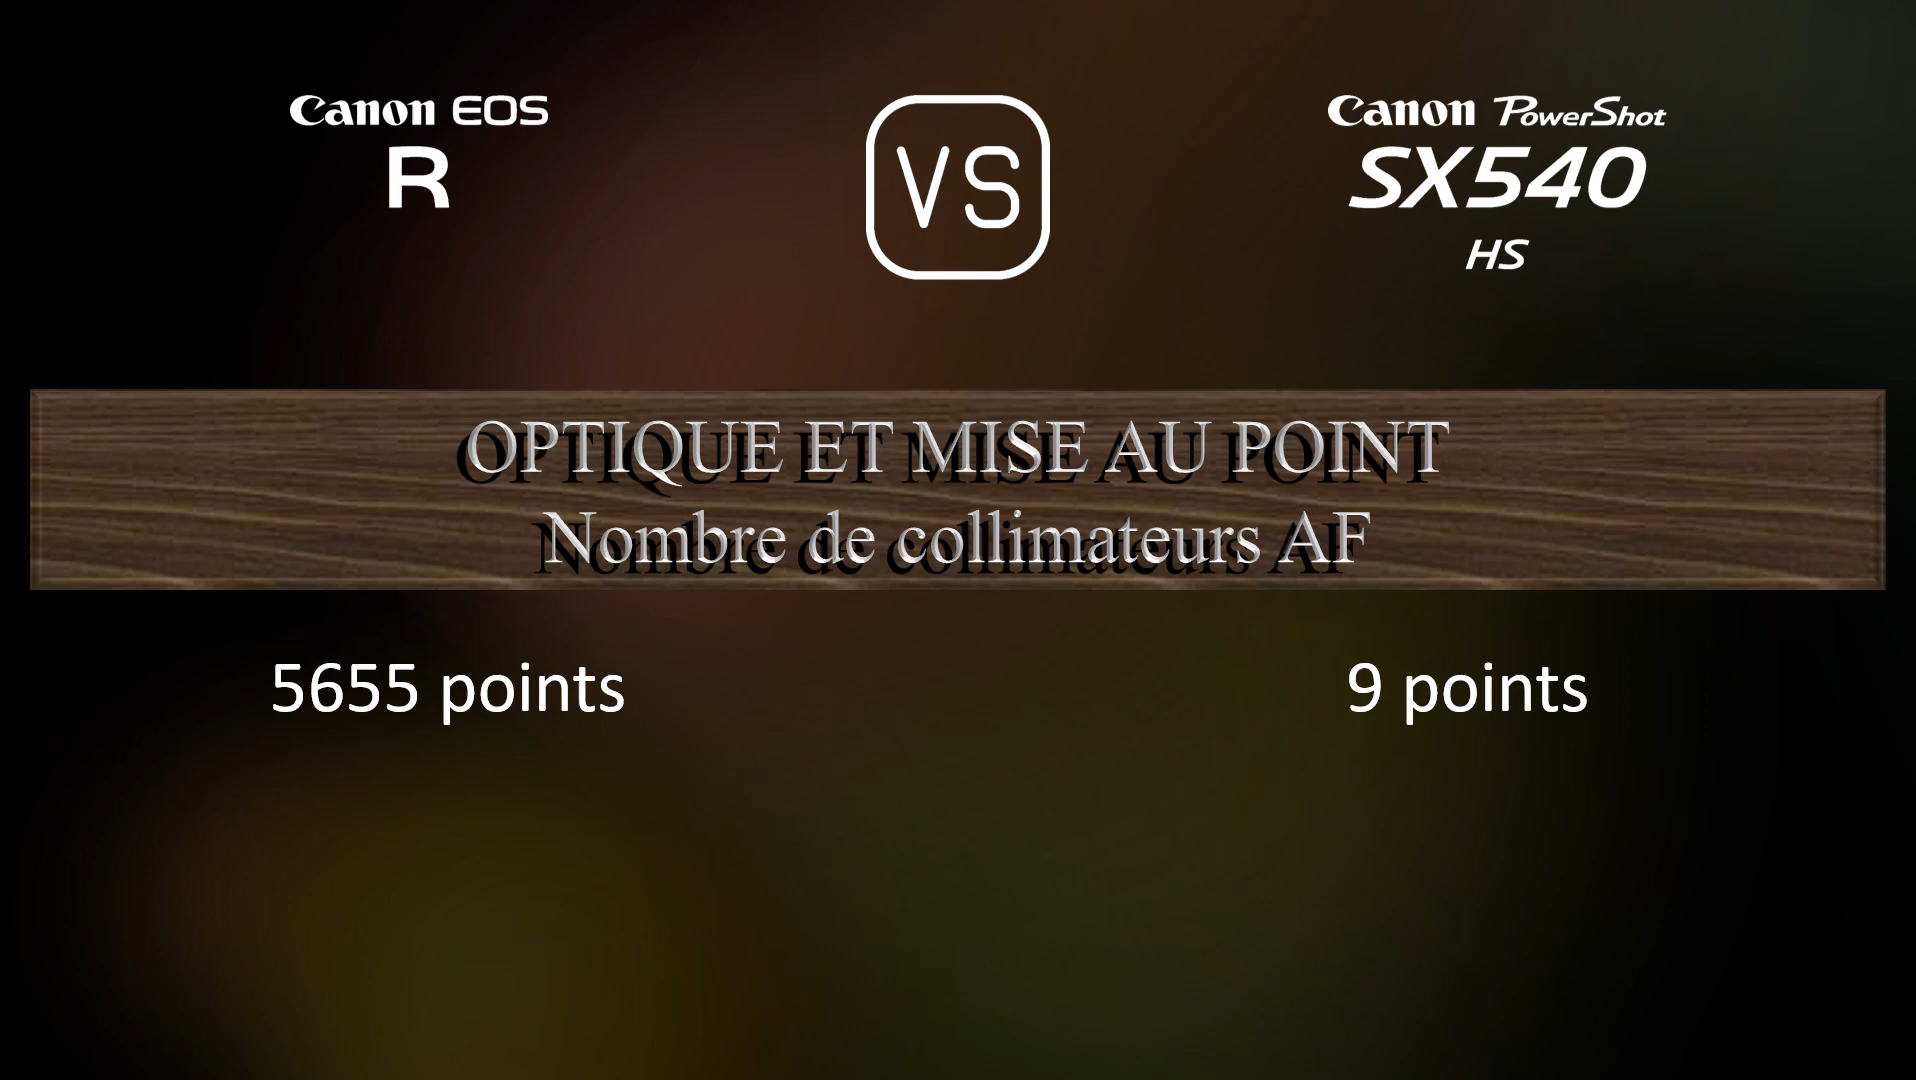 Canon EOS
R
VS
Canon PowerShot
SX540
HS
OPTIQUE ET MISE AU POINT
Nombre de collimateurs AF
5655 points
9 points